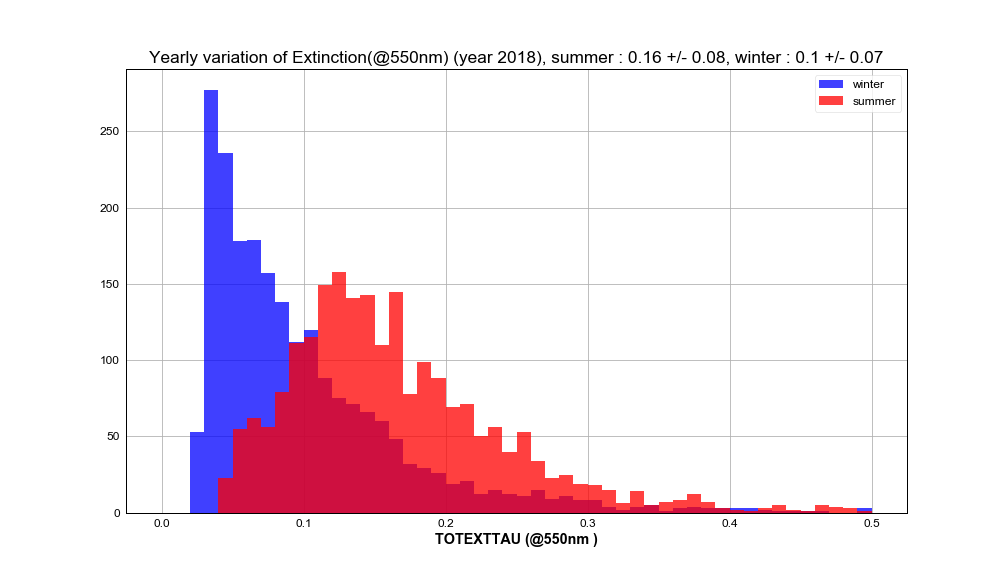 Yearly variation of Extinction(@550nm) (year 2018), summer : 0.16 +/- 0.08, winter : 0.1 +/- 0.07
winter
summer
250
200
150
100
50
0
0.0 0.1 0.2 0.3 0.4 0.5
TOTEXTTAU (@550nm )